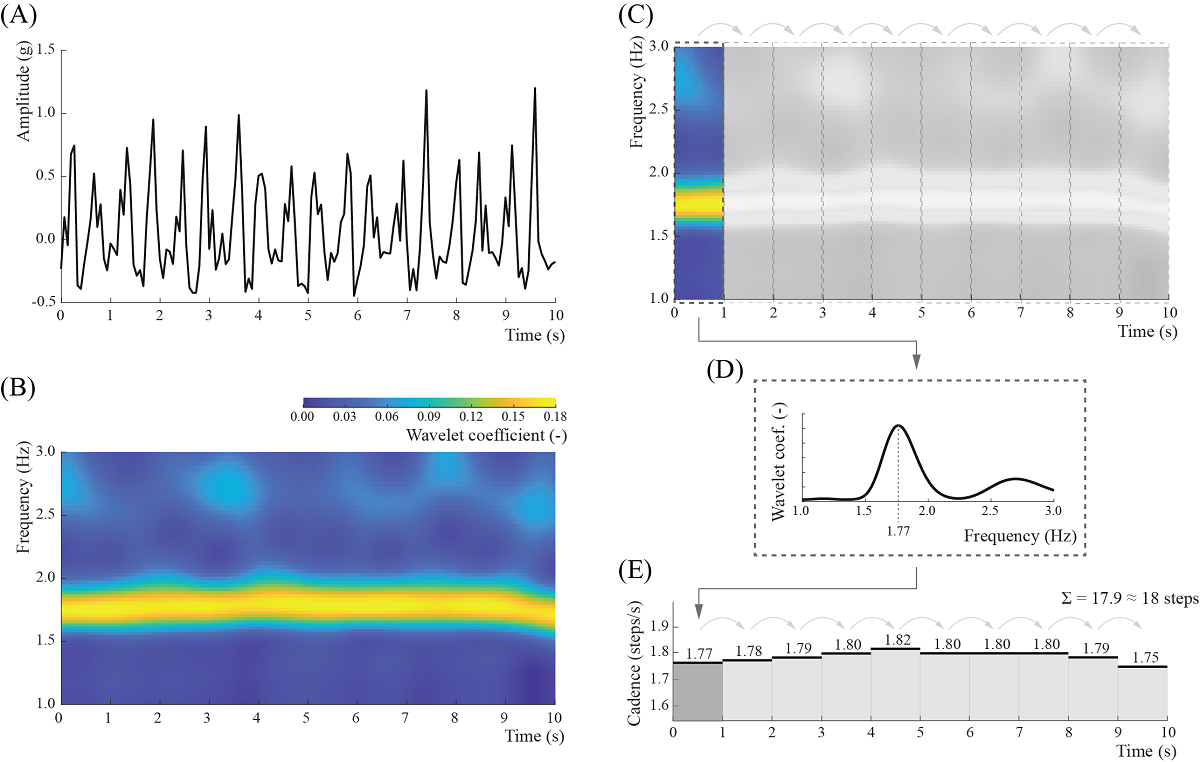 (A)
Amplitude (g)
1.5
1.0
0.5
0.0
-0.5
0 1 2 3 4 5 6 7 8 9 10
Time (s)
(B)
0.00 0.03 0.06 0.09 0.12 0.15 0.18
Wavelet coefficient (-)
Frequency (Hz)
3.0
2.5
2.0
1.5
1.0
0 1 2 3 4 5 6 7 8 9 10
Time (s)
(C)
Frequency (Hz)
3.0
2.5
2.0
1.5
1.0
0 1 2 3 4 5 6 7 8 9 10
Time (s)
(D)
Wavelet coef. (-)
1.0 1.5 2.0 2.5 3.0
1.77
Frequency (Hz)
(E)
Σ = 17.9 ≈ 18 steps
Cadence (steps/s)
1.9
1.8
1.7
1.6
1.77 1.78 1.79 1.80 1.82 1.80 1.80 1.80 1.79 1.75
0 1 2 3 4 5 6 7 8 9 10
Time (s)